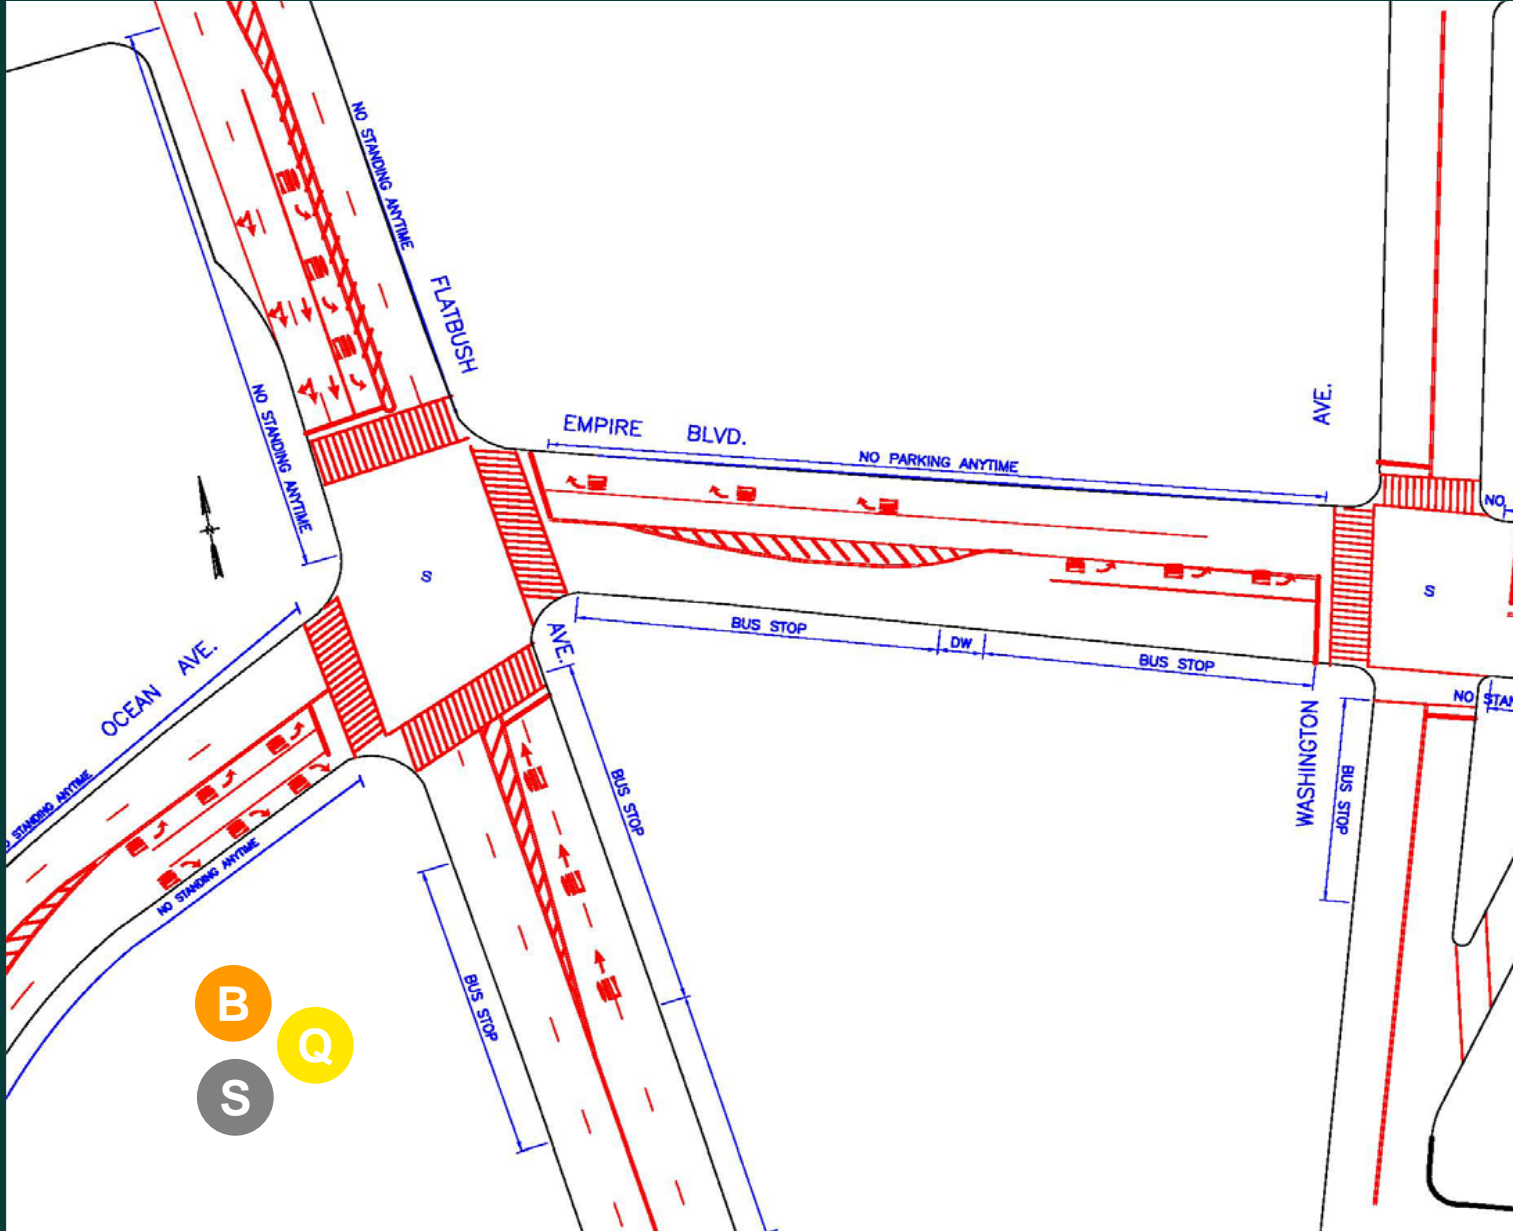 NO STANDING ANYTIME
FLATBUSH
AVE.
NO STANDING ANYTIME
EMPIRE BLVD.
NO PARKING ANYTIME
AVE.
NO
S
S
BUS STOP
DW
BUS STOP
NO STAN
OCEAN AVE.
STANDING ANYTIME
NO STANDING ANYTIME
BUS STOP
WASHINGTON
BUS STOP
BUS STOP
B
Q
S